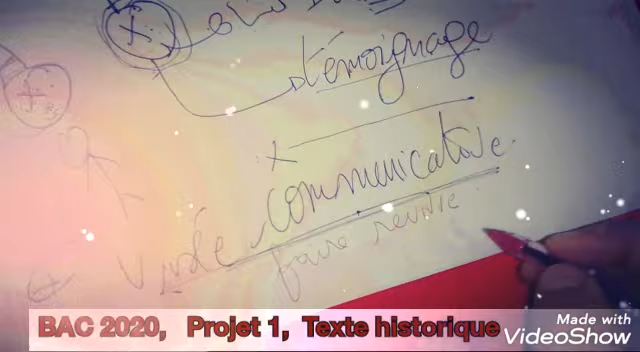 témoignage
x
Visée communicative
faire revivre
BAC 2020, Projet 1, Texte historique
Made with
VideoShow